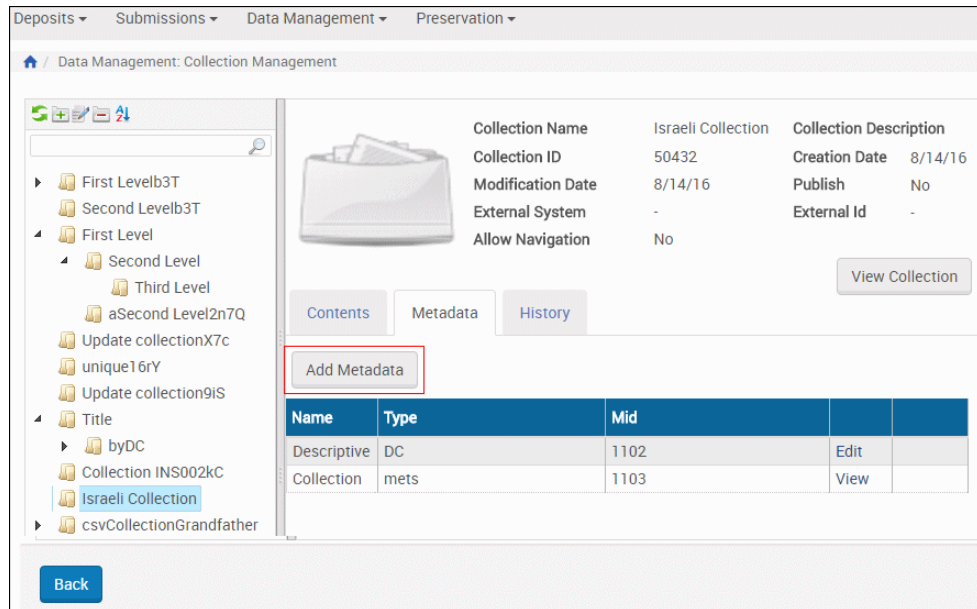 Deposits Submissions Data Management Preservation
/ Data Management: Collection Management
First Levelb3T
Second Levelb3T
First Level
Second Level
Third Level
aSecond Level2n7Q
Update collectionX7c
unique16rY
Update collection9iS
Title
byDC
Collection INS002kC
Israeli Collection
csvCollectionGrandfather
Collection Name Israeli Collection Collection Description
Collection ID 50432 Creation Date 8/14/16
Modification Date 8/14/16 Publish No
External System - External Id -
Allow Navigation No
View Collection
Contents Metadata History
Add Metadata
Name Type Mid
Descriptive DC 1102 Edit
Collection mets 1103 View
Back